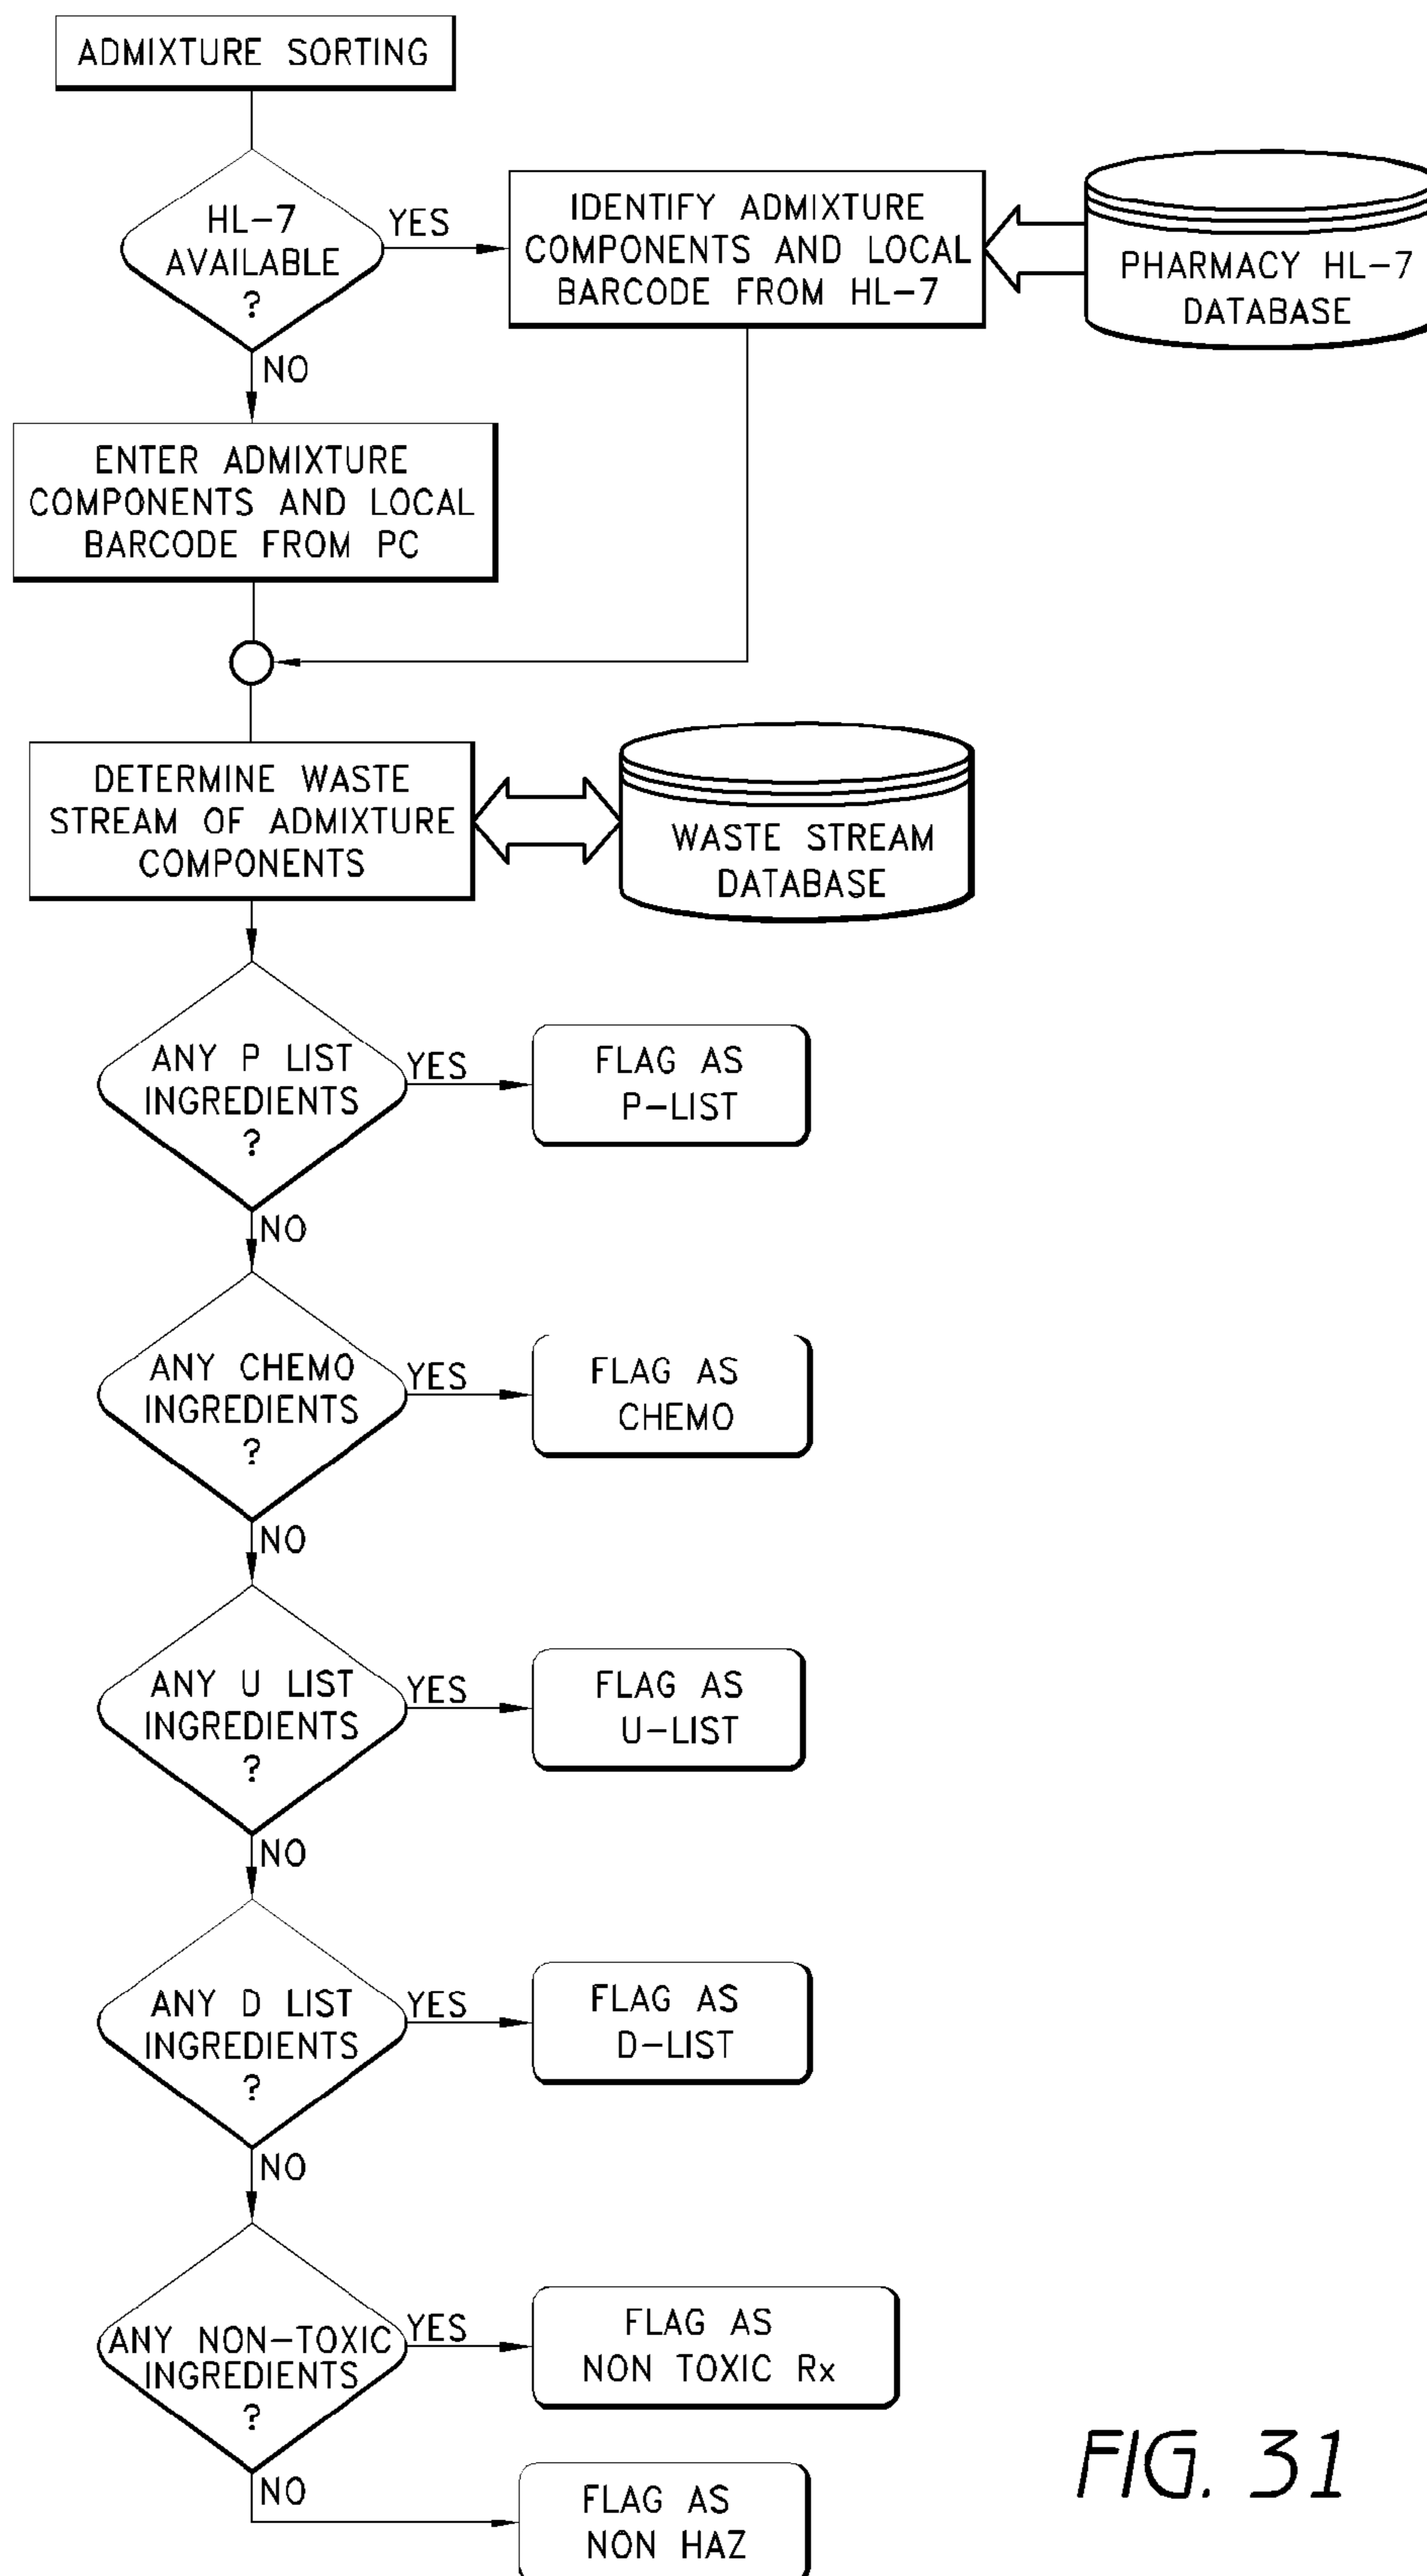 ADMIXTURE SORTING
HL-7
AVAILABLE
?
YES
IDENTIFY ADMIXTURE
COMPONENTS AND LOCAL
BARCODE FROM HL-7
PHARMACY HL-7
DATABASE
NO
ENTER ADMIXTURE
COMPONENTS AND LOCAL
BARCODE FROM PC
DETERMINE WASTE
STREAM OF ADMIXTURE
COMPONENTS
WASTE STREAM
DATABASE
ANY P LIST
INGREDIENTS
?
YES
FLAG AS
P-LIST
NO
ANY CHEMO
INGREDIENTS
?
YES
FLAG AS
CHEMO
NO
ANY U LIST
INGREDIENTS
?
YES
FLAG AS
U-LIST
NO
ANY D LIST
INGREDIENTS
?
YES
FLAG AS
D-LIST
NO
ANY NON-TOXIC
INGREDIENTS
?
YES
FLAG AS
NON TOXIC Rx
NO
FLAG AS
NON HAZ
FIG. 31